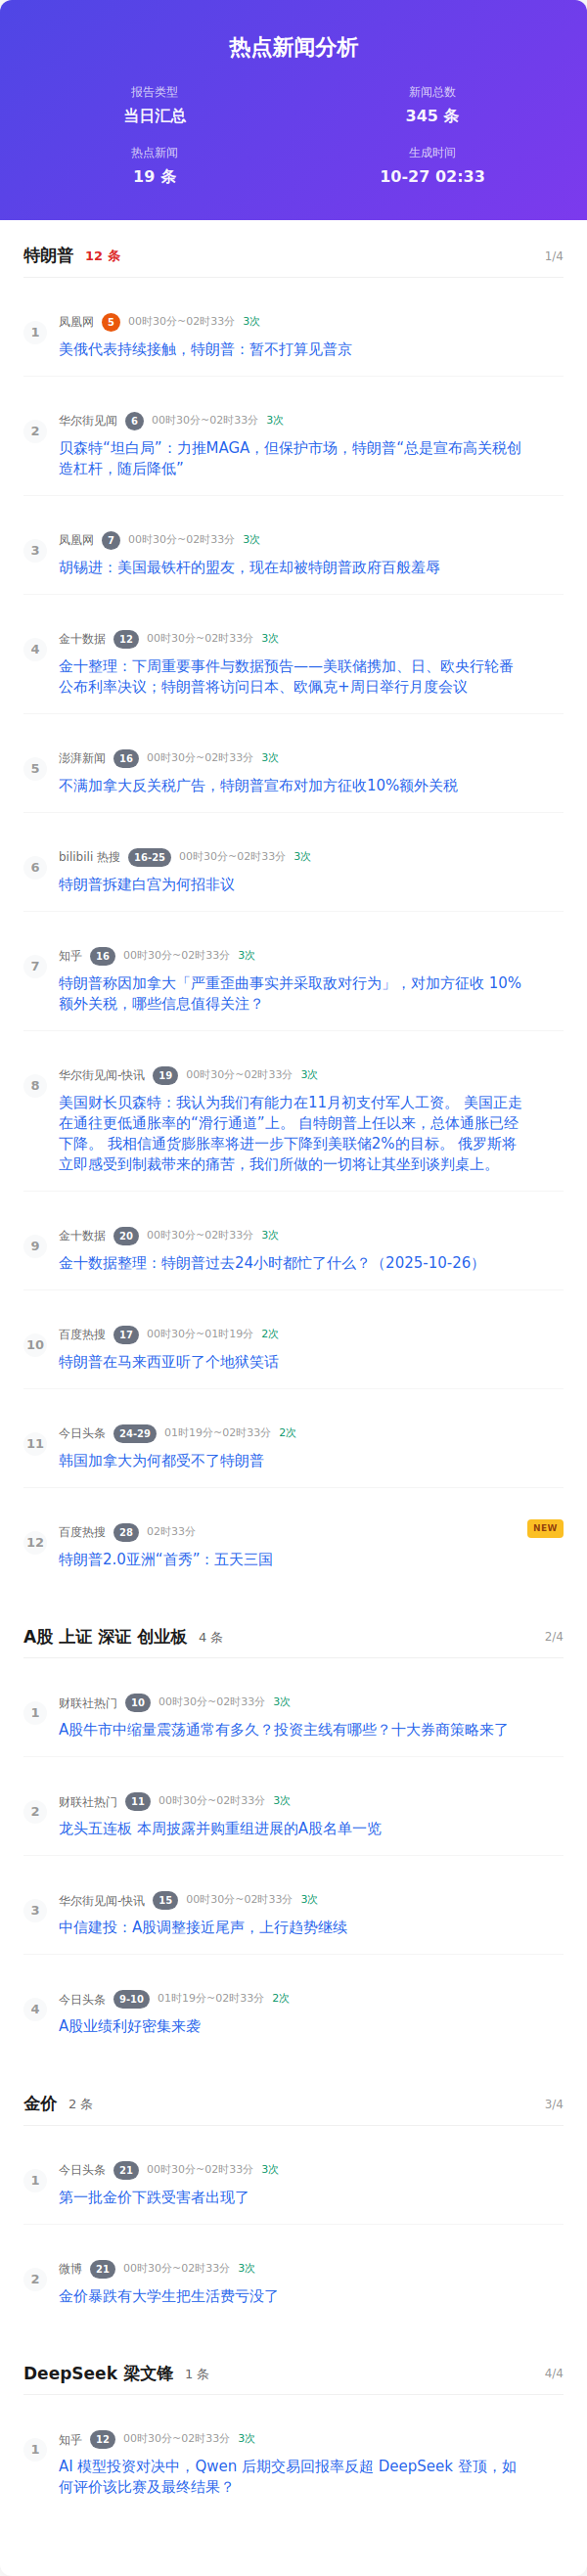 热点新闻分析
报告类型
当日汇总
新闻总数
345 条
热点新闻
19 条
生成时间
10-27 02:33
特朗普 12 条 1/4
1
凤凰网 5 00时30分~02时33分 3次
美俄代表持续接触，特朗普：暂不打算见普京
2
华尔街见闻 6 00时30分~02时33分 3次
贝森特“坦白局”：力推MAGA，但保护市场，特朗普“总是宣布高关税创
造杠杆，随后降低”
3
凤凰网 7 00时30分~02时33分 3次
胡锡进：美国最铁杆的盟友，现在却被特朗普政府百般羞辱
4
金十数据 12 00时30分~02时33分 3次
金十整理：下周重要事件与数据预告——美联储携加、日、欧央行轮番
公布利率决议；特朗普将访问日本、欧佩克+周日举行月度会议
5
澎湃新闻 16 00时30分~02时33分 3次
不满加拿大反关税广告，特朗普宣布对加方征收10%额外关税
6
bilibili 热搜 16-25 00时30分~02时33分 3次
特朗普拆建白宫为何招非议
7
知乎 16 00时30分~02时33分 3次
特朗普称因加拿大「严重歪曲事实并采取敌对行为」，对加方征收 10%
额外关税，哪些信息值得关注？
8
华尔街见闻-快讯 19 00时30分~02时33分 3次
美国财长贝森特：我认为我们有能力在11月初支付军人工资。 美国正走
在通往更低通胀率的“滑行通道”上。 自特朗普上任以来，总体通胀已经
下降。 我相信通货膨胀率将进一步下降到美联储2%的目标。 俄罗斯将
立即感受到制裁带来的痛苦，我们所做的一切将让其坐到谈判桌上。
9
金十数据 20 00时30分~02时33分 3次
金十数据整理：特朗普过去24小时都忙了什么？（2025-10-26）
10
百度热搜 17 00时30分~01时19分 2次
特朗普在马来西亚听了个地狱笑话
11
今日头条 24-29 01时19分~02时33分 2次
韩国加拿大为何都受不了特朗普
12
百度热搜 28 02时33分 NEW
特朗普2.0亚洲“首秀”：五天三国
A股 上证 深证 创业板 4 条 2/4
1
财联社热门 10 00时30分~02时33分 3次
A股牛市中缩量震荡通常有多久？投资主线有哪些？十大券商策略来了
2
财联社热门 11 00时30分~02时33分 3次
龙头五连板 本周披露并购重组进展的A股名单一览
3
华尔街见闻-快讯 15 00时30分~02时33分 3次
中信建投：A股调整接近尾声，上行趋势继续
4
今日头条 9-10 01时19分~02时33分 2次
A股业绩利好密集来袭
金价 2 条 3/4
1
今日头条 21 00时30分~02时33分 3次
第一批金价下跌受害者出现了
2
微博 21 00时30分~02时33分 3次
金价暴跌有大学生把生活费亏没了
DeepSeek 梁文锋 1 条 4/4
1
知乎 12 00时30分~02时33分 3次
AI 模型投资对决中，Qwen 后期交易回报率反超 DeepSeek 登顶，如
何评价该比赛及最终结果？